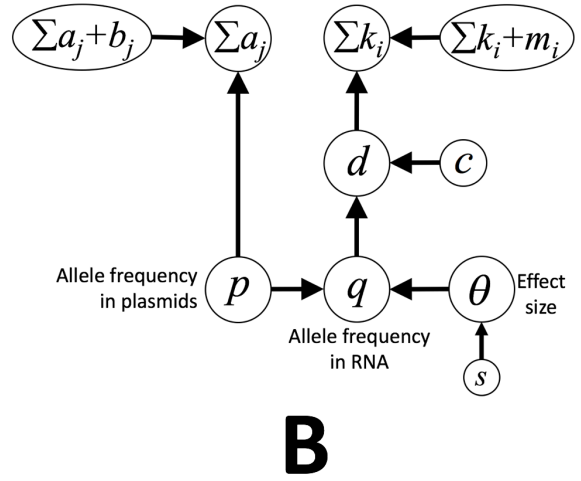 ∑aⱼ+bⱼ
∑aⱼ
∑kᵢ
∑kᵢ+mᵢ
d
c
Allele frequency
in plasmids
p
q
θ
Effect
size
Allele frequency
in RNA
s
B